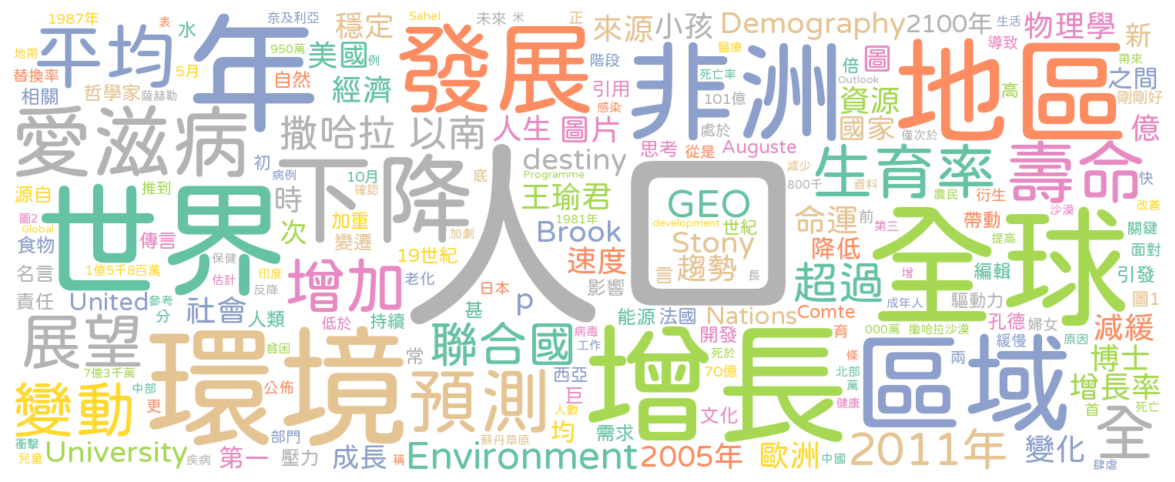 1987年
表
奈及利亞
Sahel
未來
米
正
生活
平均
年
水
950萬
例
穩定
美國
發展
來源
小孩
Demography
2100年
物理學
新
地帶
替換率
5月
自然
經濟
階段
引用
感染
非洲
醫療
死亡率
Outlook
101億
倍
圖
資源
地區
導致
帶來
之間
高
剛剛好
億
相關
哲學家
薩赫勒
愛滋病
撒哈拉
以南
人生
圖片
處於
國家
僅次於
思考
從是
Auguste
初
病例
10月
確認
底
destiny
Programme
減少
800千
資料
生育率
農民
衍生
壽命
快
改善
源自
推到
世界
下降
人口
時
加重
加劇
變遷
王瑜君
GEO
development
世紀
命運
前
帶動
沙漠
關鍵
圖2
Global
食物
傳言
次
1981年
19世紀
Brook
Stony
言
趨勢
長
降低
第三
提高
全球
面對
名言
1億5千8百萬
保健
估計
印度
反降
增加
老化
日本
速度
影響
超過
增
編輯
驅動力
引發
圖1
責任
United
參考
分
社會
人類
低於
持續
甚
p
能源
法國
Nations
開發
Comte
育
成年人
000萬
撒哈拉沙漠
孔德
緩慢
婦女
減緩
原因
展望
7億3千萬
貧困
環境
常
聯合國
病毒
工作
增長
死於
70億
條
北部
萬
區域
兩
博士
增長率
變動
中部
更
公佈
預測
西亞
巨
人數
均
需求
文化
健康
首
死亡
全
衝擊
兒童
University
疾病
第一
部門
壓力
成長
稱
蘇丹草原
Environment
2005年
歐洲
中國
2011年
變化
肆虐